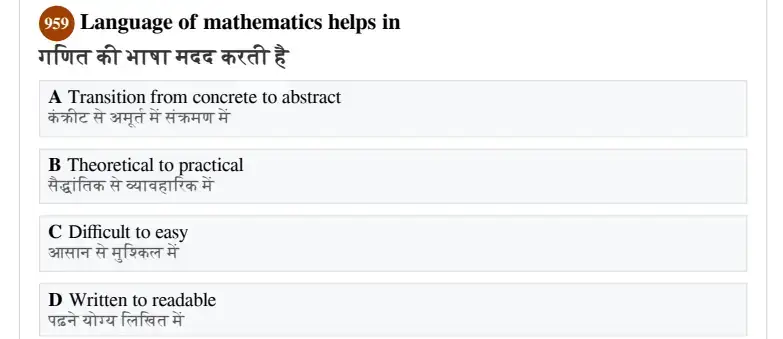 959 Language of mathematics helps in
गणित की भाषा मदद करती है
A Transition from concrete to abstract
कंक्रीट से अमूर्त में संक्रमण में
B Theoretical to practical
सैद्धांतिक से व्यावहारिक में
C Difficult to easy
आसान से मुश्किल में
D Written to readable
पढ़ने योग्य लिखित में